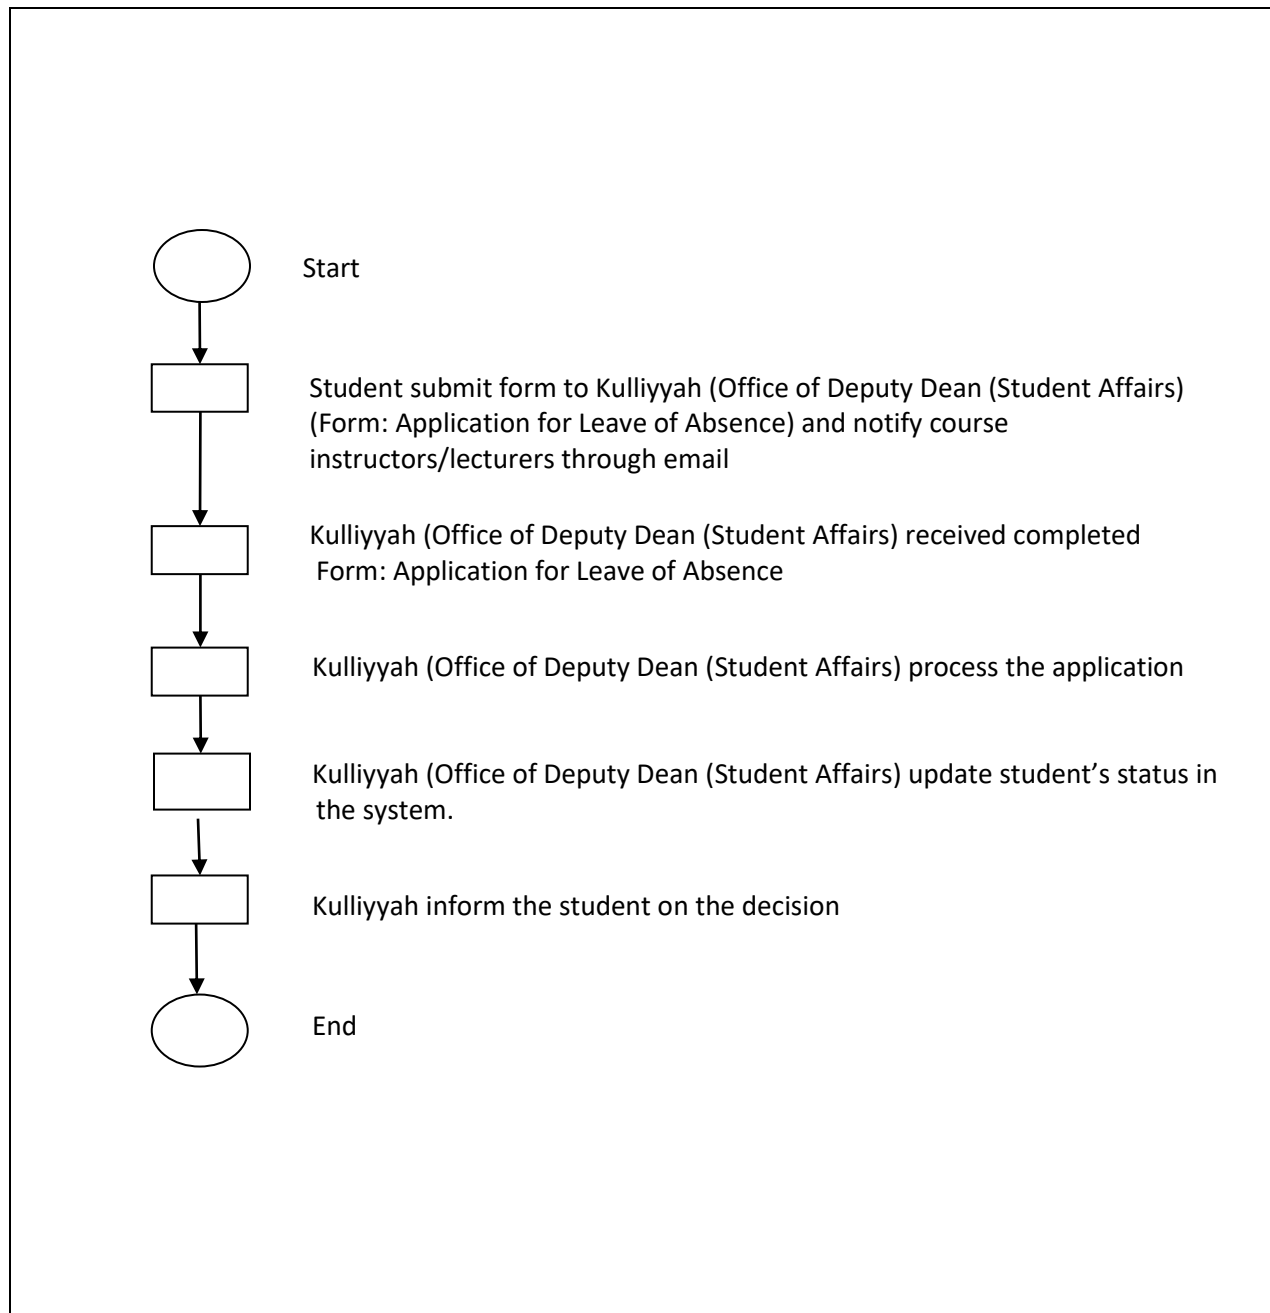 Start
Student submit form to Kulliyyah (Office of Deputy Dean (Student Affairs)
(Form: Application for Leave of Absence) and notify course
instructors/lecturers through email
Kulliyyah (Office of Deputy Dean (Student Affairs) received completed
Form: Application for Leave of Absence
Kulliyyah (Office of Deputy Dean (Student Affairs) process the application
Kulliyyah (Office of Deputy Dean (Student Affairs) update student’s status in
the system.
Kulliyyah inform the student on the decision
End